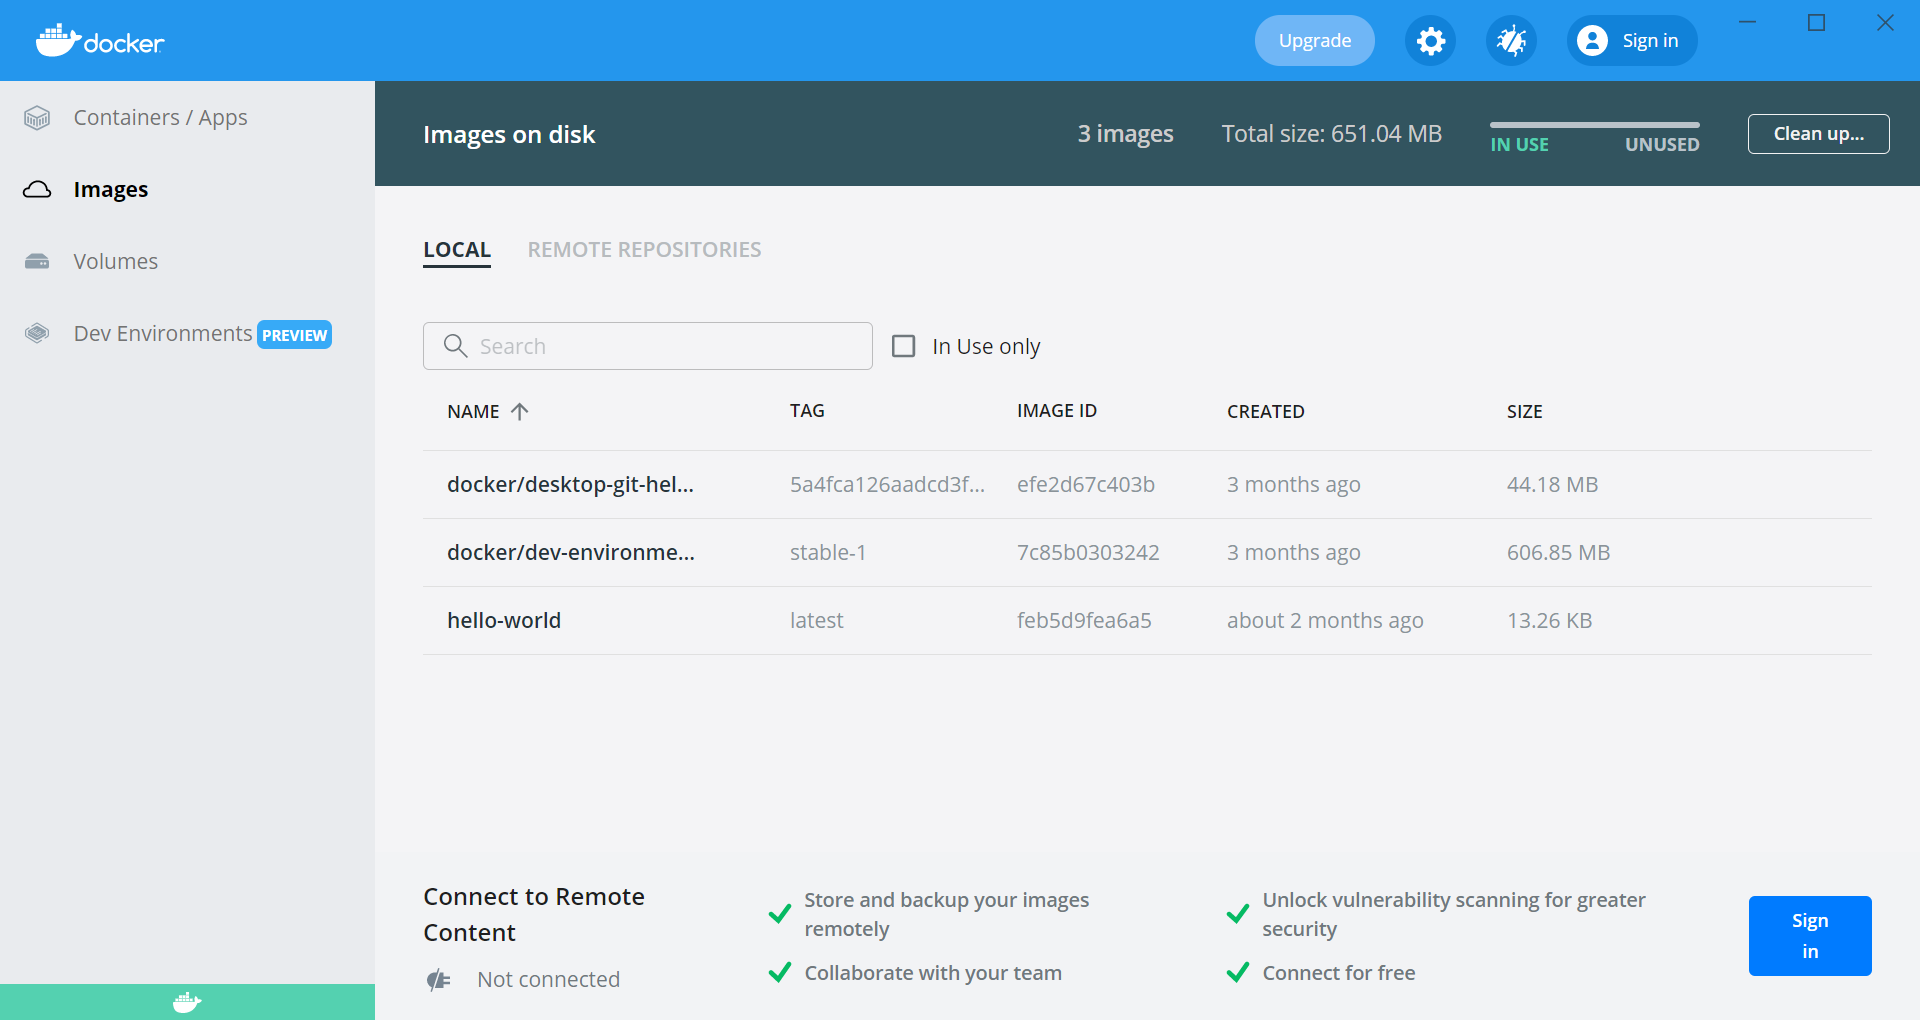 docker
Upgrade
Sign in
Containers / Apps
Images
Volumes
Dev Environments PREVIEW
Images on disk
3 images
Total size: 651.04 MB
IN USE
UNUSED
Clean up...
LOCAL
REMOTE REPOSITORIES
Search
In Use only
NAME TAG IMAGE ID CREATED SIZE
docker/desktop-git-hel... 5a4fca126aadcd3f... efe2d67c403b 3 months ago 44.18 MB
docker/dev-environme... stable-1 7c85b0303242 3 months ago 606.85 MB
hello-world latest feb5d9fea6a5 about 2 months ago 13.26 KB
Connect to Remote
Content
Not connected
Store and backup your images
remotely
Collaborate with your team
Unlock vulnerability scanning for greater
security
Connect for free
Sign
in